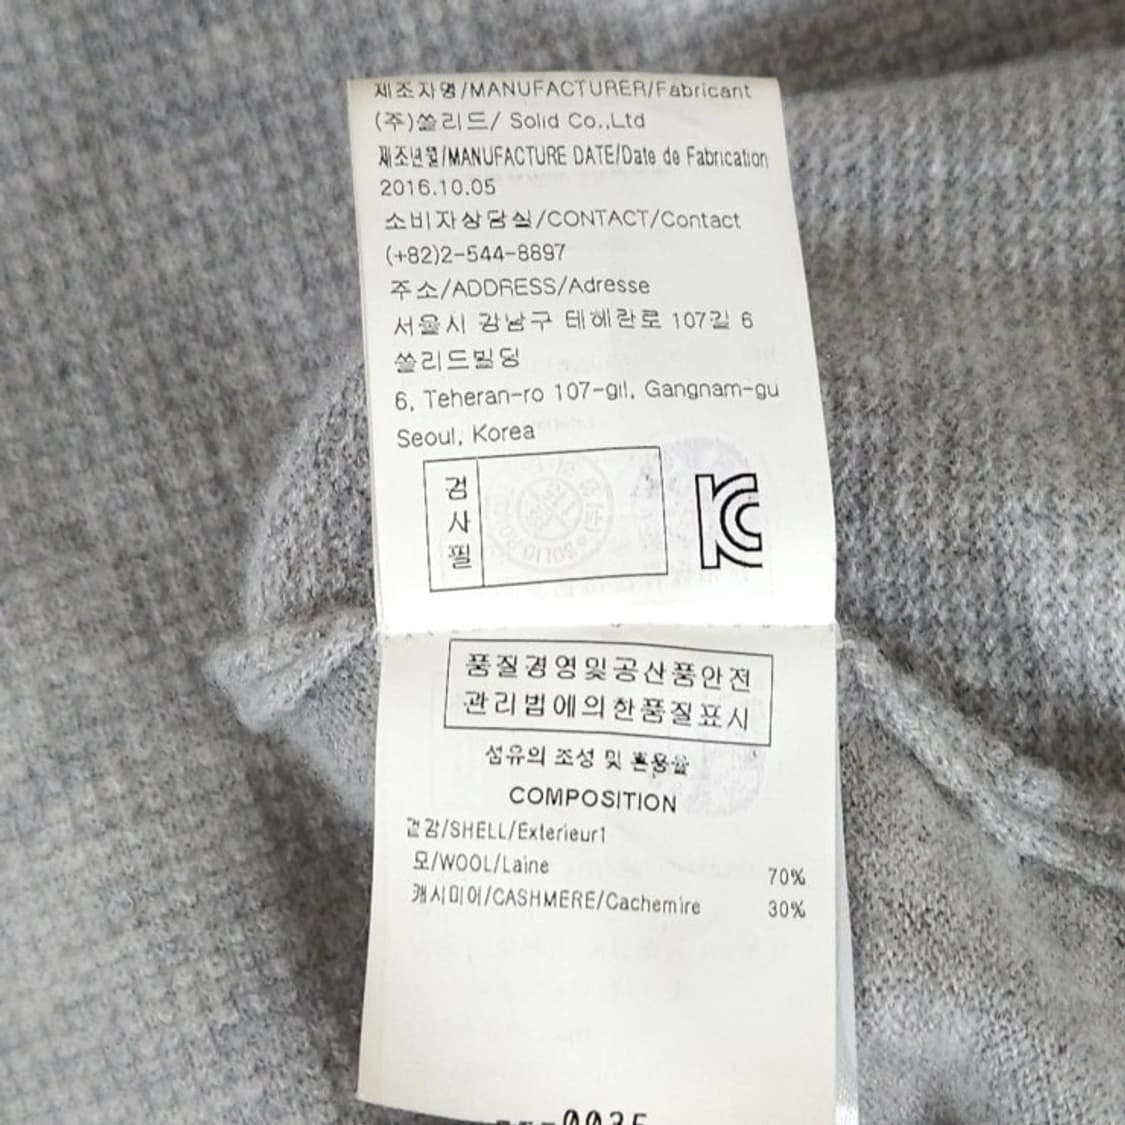 제조자명/MANUFACTURER/Fabricant
(주)쏠리드/ Solid Co.,Ltd
제조년월/MANUFACTURE DATE/Date de Fabrication
2016.10.05
소비자상담실/CONTACT/Contact
(+82)2-544-8897
주소/ADDRESS/Adresse
서울시 강남구 테헤란로 107길 6
쏠리드빌딩
6, Teheran-ro 107-gil, Gangnam-gu
Seoul, Korea
검
사
필
KC
품질경영및공산품안전
관리법에의한품질표시
섬유의 조성 및 혼용율
COMPOSITION
겉감/SHELL/Exterieur1
모/WOOL/Laine 70%
캐시미어/CASHMERE/Cachemire 30%